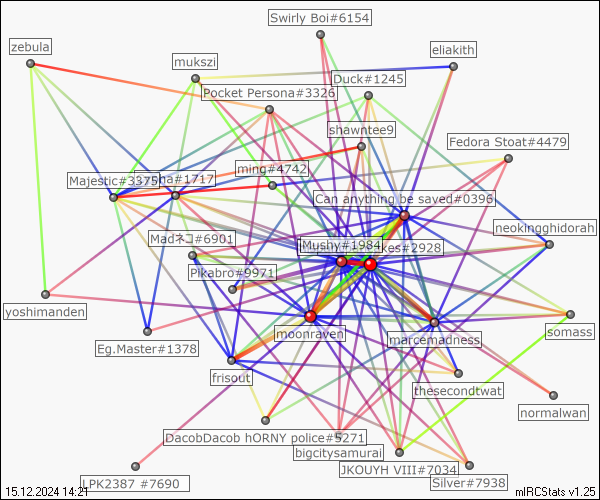 Swirly Boi#6154
zebula
eliakith
mukszi
Duck#1245
Pocket Persona#3326
shawntee9
Fedora Stoat#4479
ming#4742
Majestic#3375
#1717
Can anything be saved#0396
neokingghidorah
Madネコ#6901
Mushy#1984
#2928
Pikabro#9971
yoshimanden
moonraven
somass
marcemadness
Eg.Master#1378
frisout
thesecondtwat
normalwan
DacobDacob hORNY police#5271
bigcitysamurai
JKOUYH VIII#7034
LPK2387 #7690
Silver#7938
15.12.2024 14:21
mIRCStats v1.25